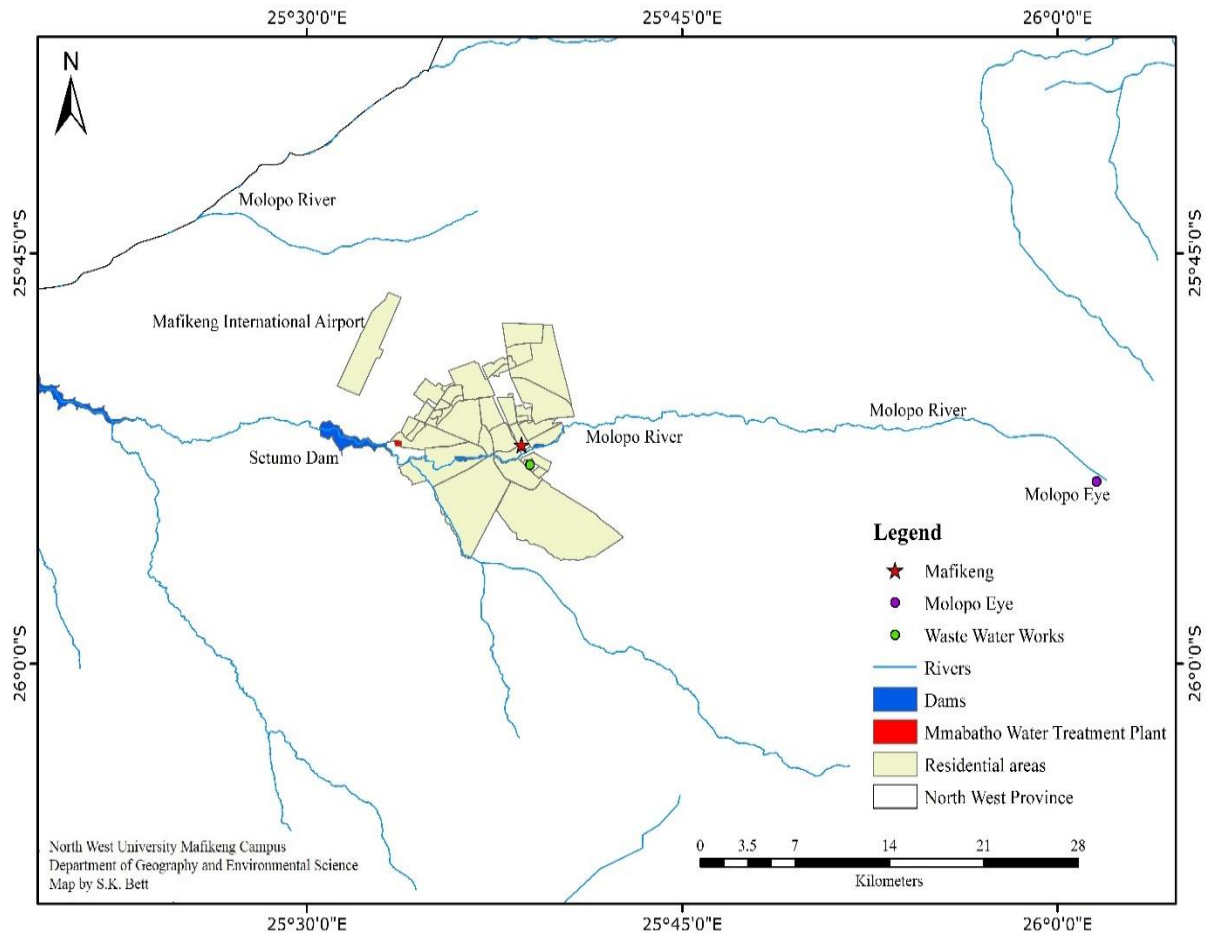 25°30'0"E
25°45'0"E
26°0'0"E
N
Molopo River
25°45'0"S
25°45'0"S
Mafikeng International Airport
Molopo River
Molopo River
Setumo Dam
Molopo Eye
Legend
Mafikeng
Molopo Eye
Waste Water Works
26°0'0"S
26°0'0"S
Rivers
Dams
Mmabatho Water Treatment Plant
Residential areas
North West Province
North West University Mafikeng Campus
Department of Geography and Environmental Science
Map by S.K. Bett
0 3.5 7 14 21 28
Kilometers
25°30'0"E
25°45'0"E
26°0'0"E